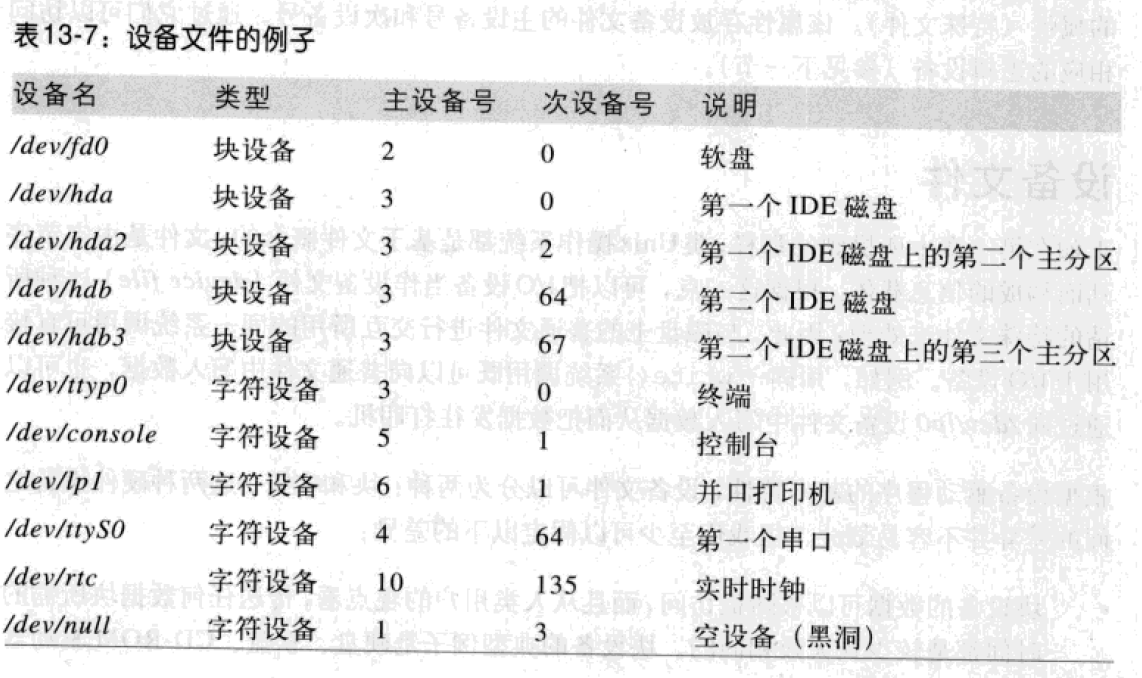 表13-7：设备文件的例子
设备名 类型 主设备号 次设备号 说明
/dev/fd0 块设备 2 0 软盘
/dev/hda 块设备 3 0 第一个 IDE 磁盘
/dev/hda2 块设备 3 2 第一个 IDE 磁盘上的第二个主分区
/dev/hdb 块设备 3 64 第二个 IDE 磁盘
/dev/hdb3 块设备 3 67 第二个 IDE 磁盘上的第三个主分区
/dev/ttyp0 字符设备 3 0 终端
/dev/console 字符设备 5 1 控制台
/dev/lp1 字符设备 6 1 并口打印机
/dev/ttyS0 字符设备 4 64 第一个串口
/dev/rtc 字符设备 10 135 实时时钟
/dev/null 字符设备 1 3 空设备（黑洞）